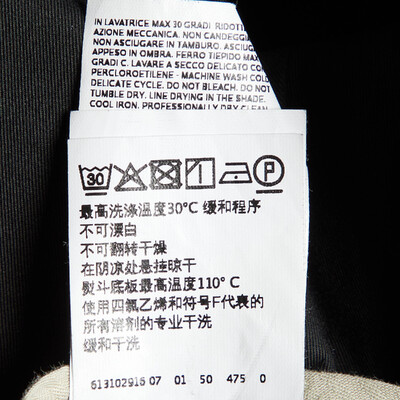 IN LAVATRICE MAX 30 GRADI RIDOTT
AZIONE MECCANICA. NON CANDEGGI
NON ASCIUGARE IN TAMBURO. ASCIUG
APPESO IN OMBRA. FERRO TIEPIDO MAX
GRADI C. LAVARE A SECCO DELICATO CO
PERCLOROETILENE - MACHINE WASH COLD
DELICATE CYCLE. DO NOT BLEACH. DO NOT
TUMBLE DRY. LINE DRYING IN THE SHADE.
COOL IRON. PROFESSIONALLY DRY CLEAN
30 P
最高洗涤温度30°C 缓和程序
不可漂白
不可翻转干燥
在阴凉处悬挂晾干
熨斗底板最高温度110°C
使用四氯乙烯和符号F代表的
所有溶剂的专业干洗
缓和干洗
613102916 07 01 50 475 0